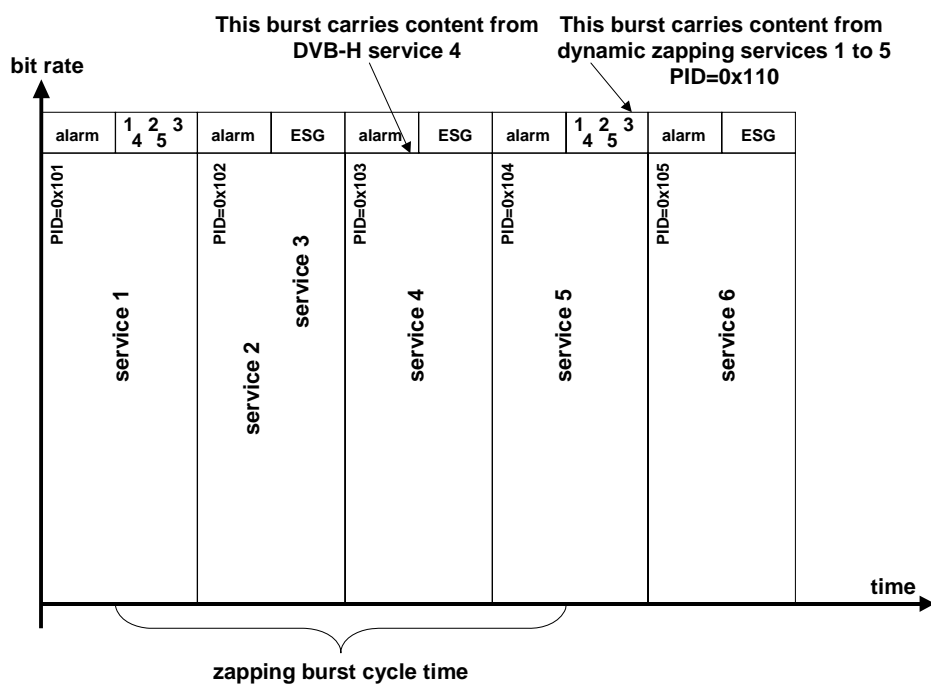 This burst carries content from
DVB-H service 4
This burst carries content from
dynamic zapping services 1 to 5
PID=0x110
bit rate
alarm
1 2 3
4 5
alarm
ESG
alarm
ESG
alarm
1 2 3
4 5
alarm
ESG
PID=0x101
service 1
PID=0x102
service 2
service 3
PID=0x103
service 4
PID=0x104
service 5
PID=0x105
service 6
time
zapping burst cycle time